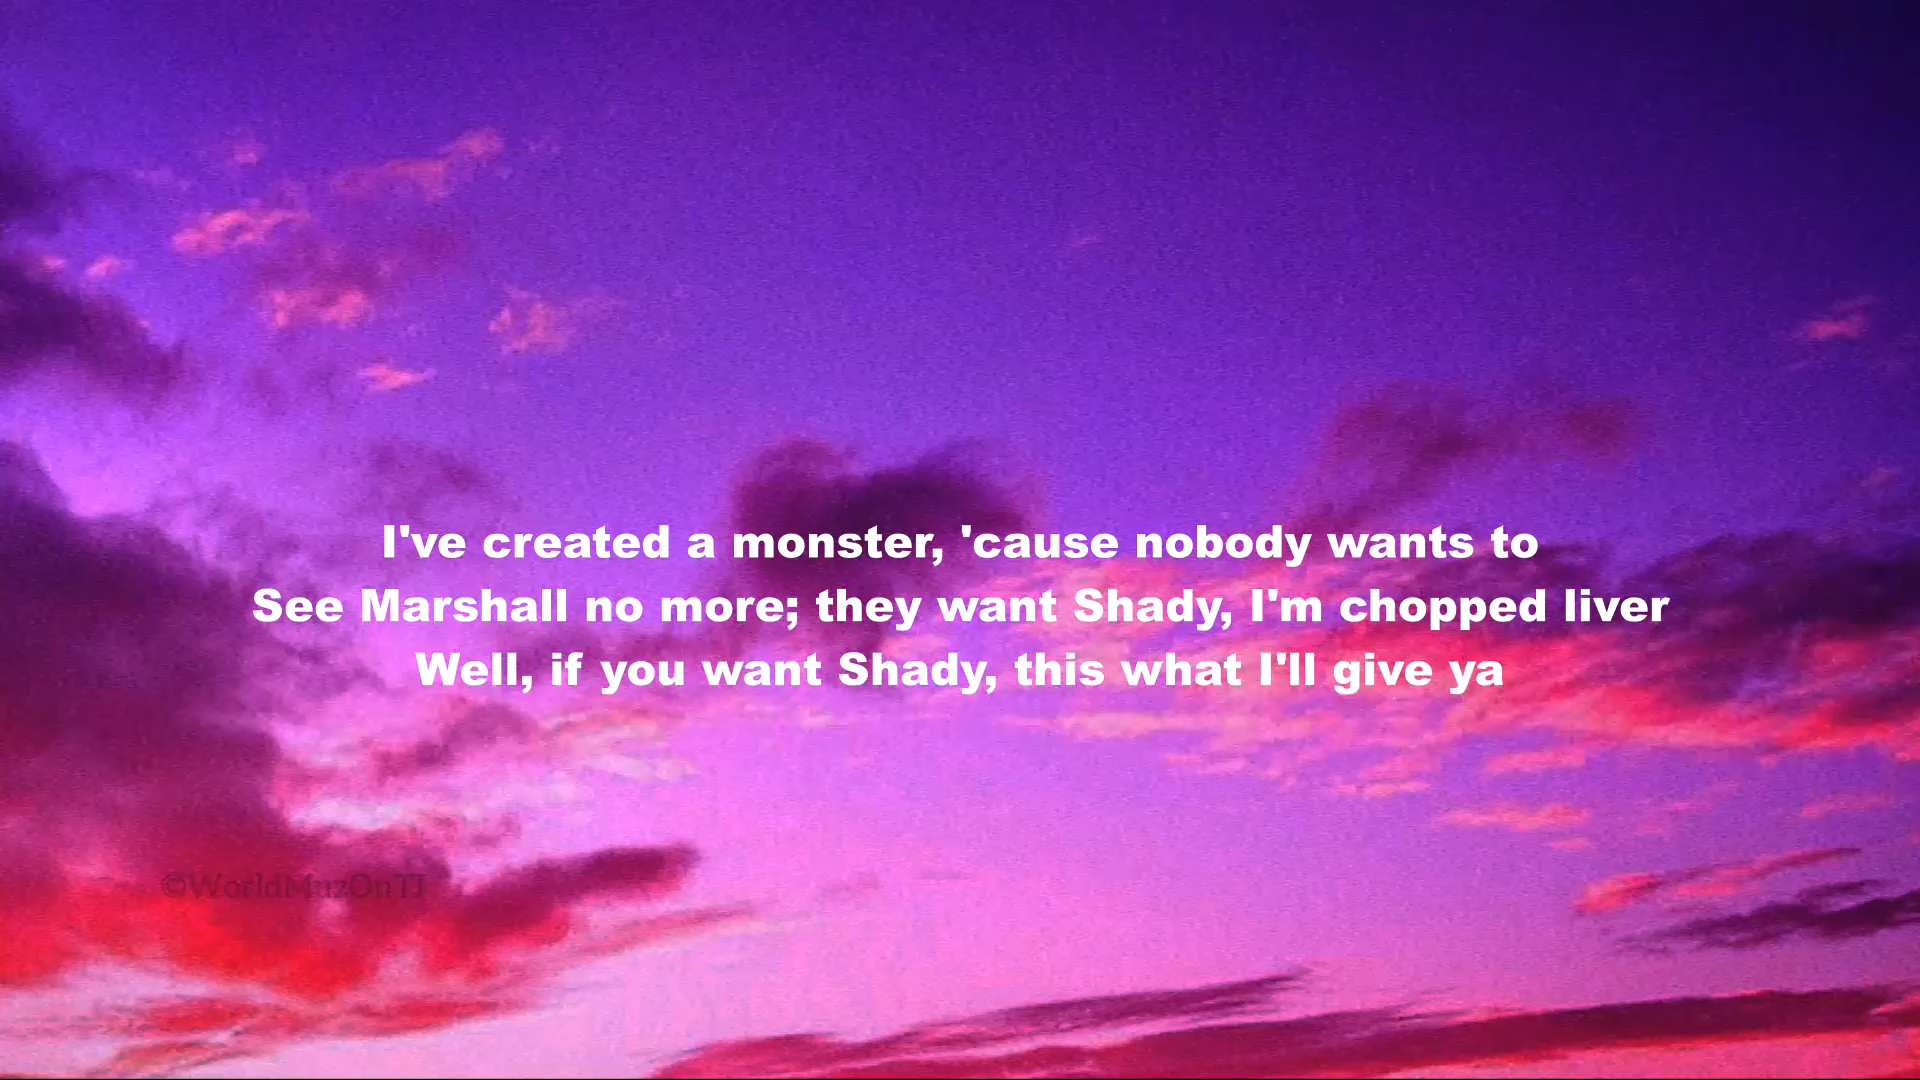 I've created a monster, 'cause nobody wants to
See Marshall no more; they want Shady, I'm chopped liver
Well, if you want Shady, this what I'll give ya
©WorldMuzOnTJ